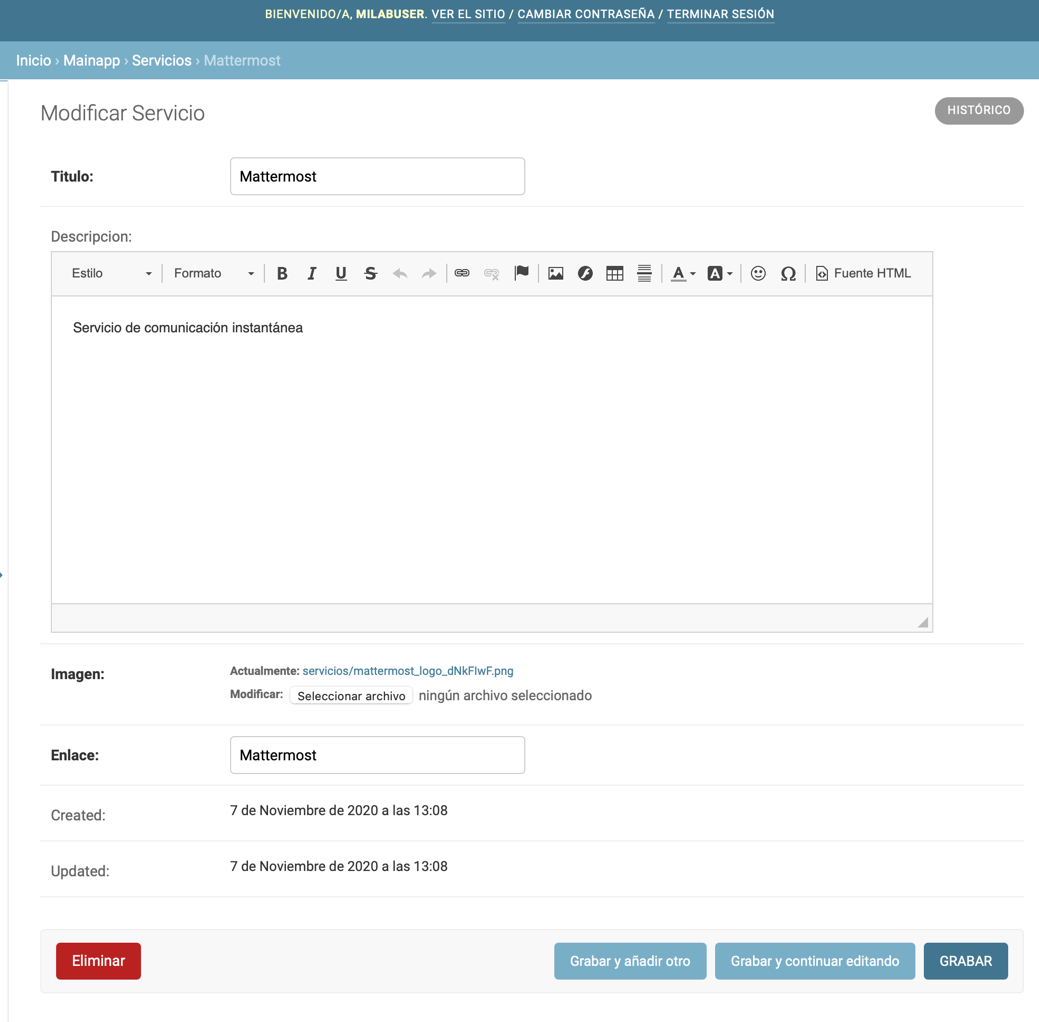 BIENVENIDO/A, MILABUSER. VER EL SITIO / CAMBIAR CONTRASEÑA / TERMINAR SESIÓN
Inicio › Mainapp › Servicios › Mattermost
Modificar Servicio
HISTÓRICO
Titulo:
Mattermost
Descripcion:
Estilo Formato B I U S A A Ω Fuente HTML
Servicio de comunicación instantánea
Imagen:
Actualmente: servicios/mattermost_logo_dNkFIwF.png
Modificar: Seleccionar archivo ningún archivo seleccionado
Enlace:
Mattermost
Created:
7 de Noviembre de 2020 a las 13:08
Updated:
7 de Noviembre de 2020 a las 13:08
Eliminar
Grabar y añadir otro
Grabar y continuar editando
GRABAR